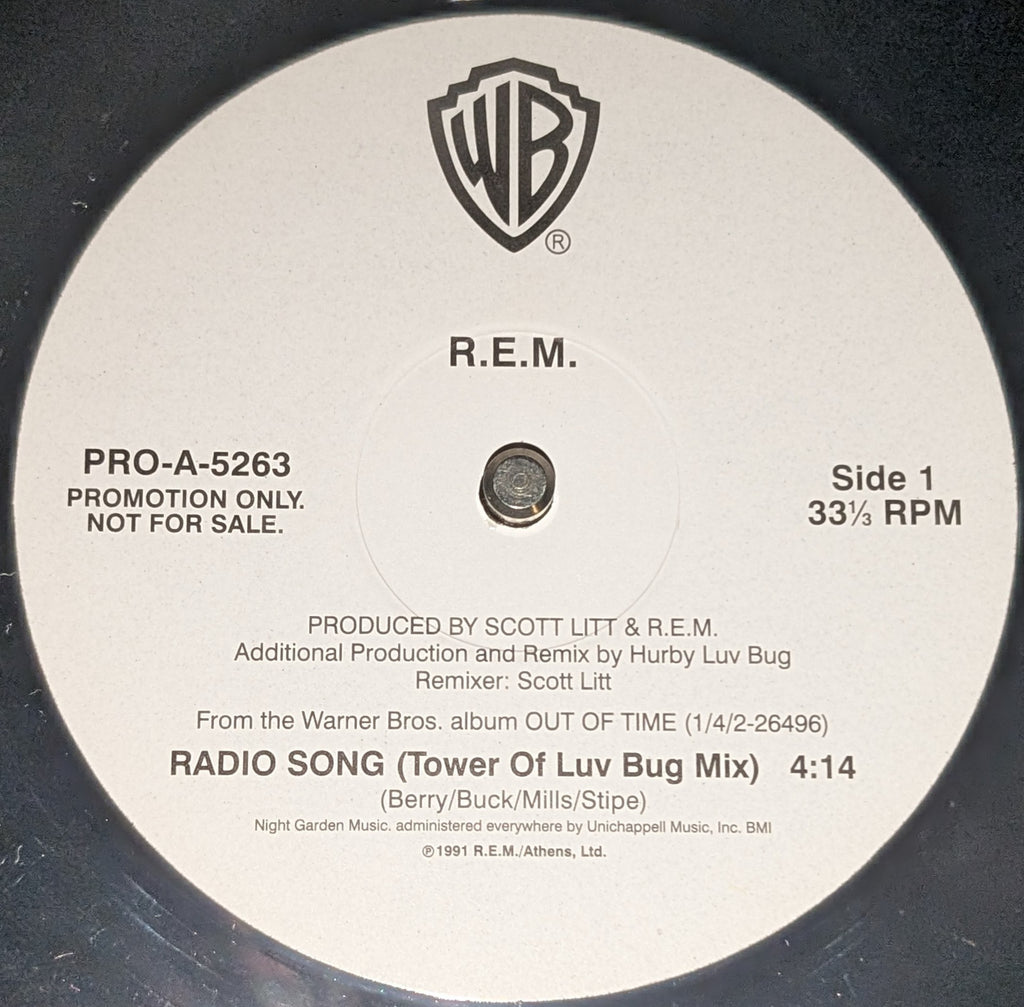 WB
®
R.E.M.
PRO-A-5263
PROMOTION ONLY.
NOT FOR SALE.
Side 1
33⅓ RPM
PRODUCED BY SCOTT LITT & R.E.M.
Additional Production and Remix by Hurby Luv Bug
Remixer: Scott Litt
From the Warner Bros. album OUT OF TIME (1/4/2-26496)
RADIO SONG (Tower Of Luv Bug Mix) 4:14
(Berry/Buck/Mills/Stipe)
Night Garden Music. administered everywhere by Unichappell Music, Inc. BMI
℗1991 R.E.M./Athens, Ltd.